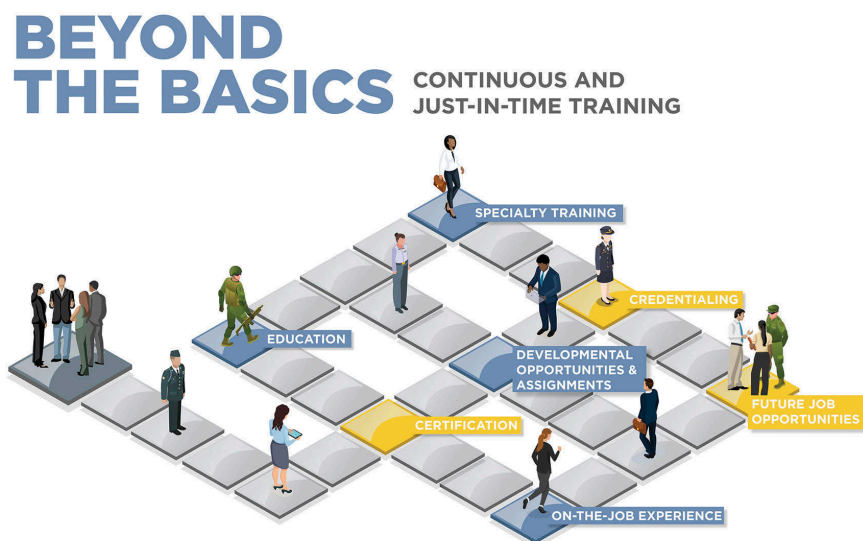 BEYOND
THE BASICS
CONTINUOUS AND
JUST-IN-TIME TRAINING
SPECIALTY TRAINING
CREDENTIALING
EDUCATION
DEVELOPMENTAL
OPPORTUNITIES &
ASSIGNMENTS
FUTURE JOB
OPPORTUNITIES
CERTIFICATION
ON-THE-JOB EXPERIENCE